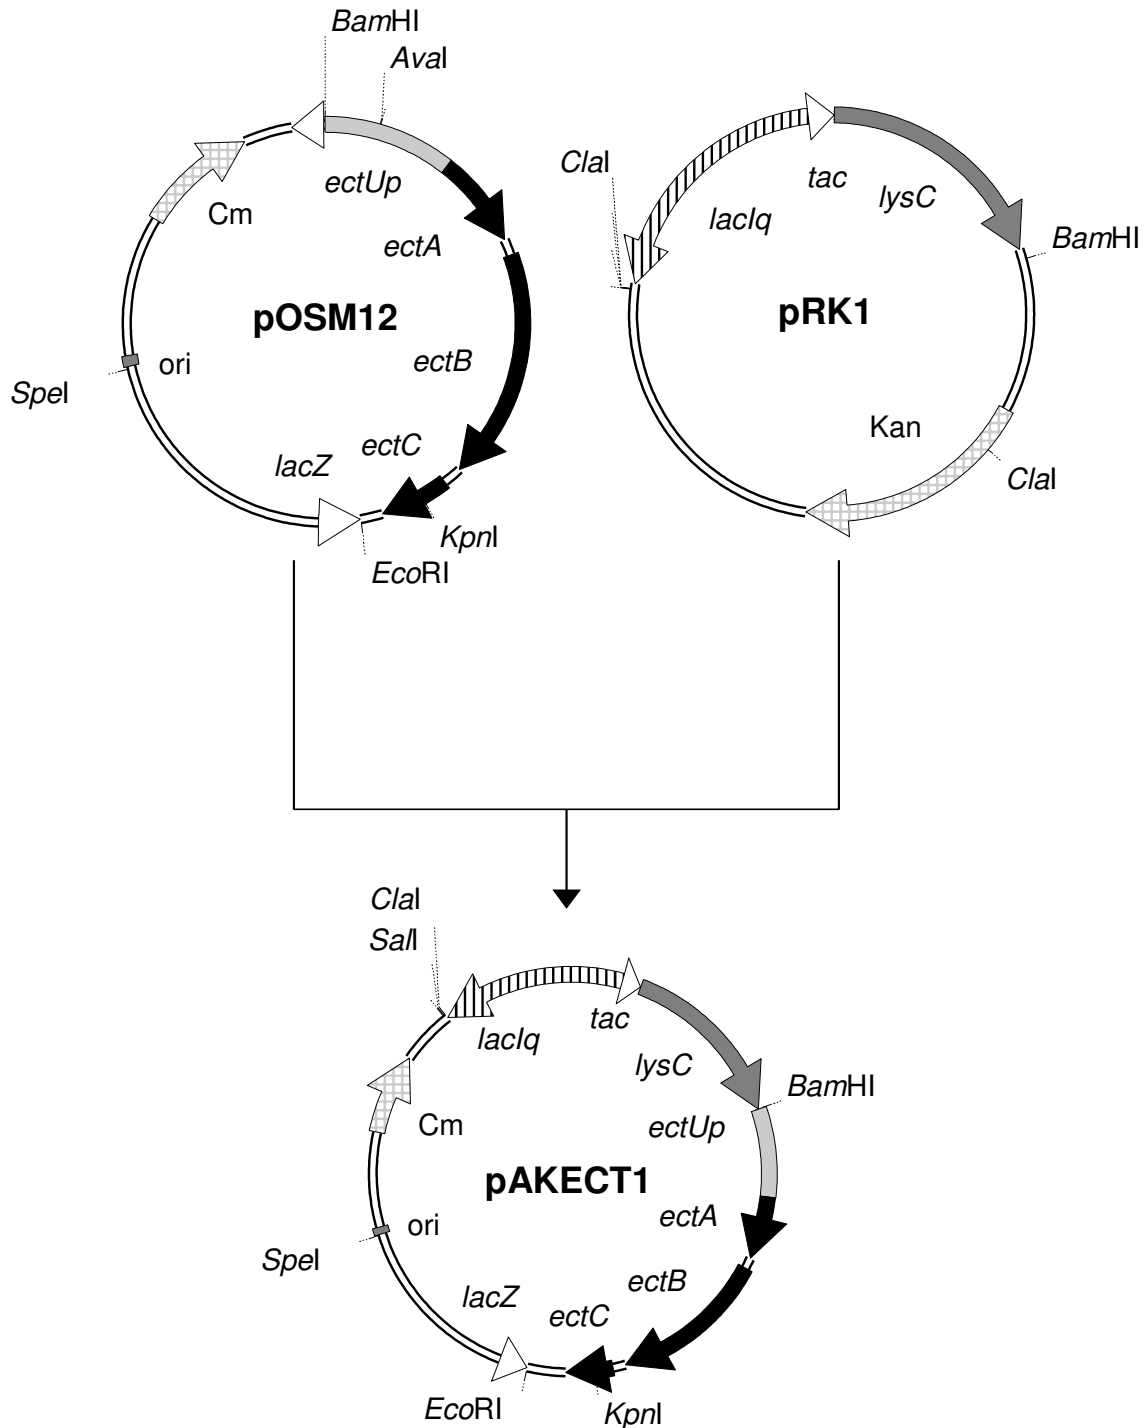 BamHI
AvaI
ectUp
Cm
ectA
pOSM12
ectB
ori
SpeI
ectC
lacZ
KpnI
EcoRI
ClaI
tac
lysC
lacIq
BamHI
pRK1
Kan
ClaI
ClaI
SalI
lacIq
tac
lysC
BamHI
Cm
ectUp
pAKECT1
ectA
ori
SpeI
ectB
lacZ
ectC
EcoRI
KpnI